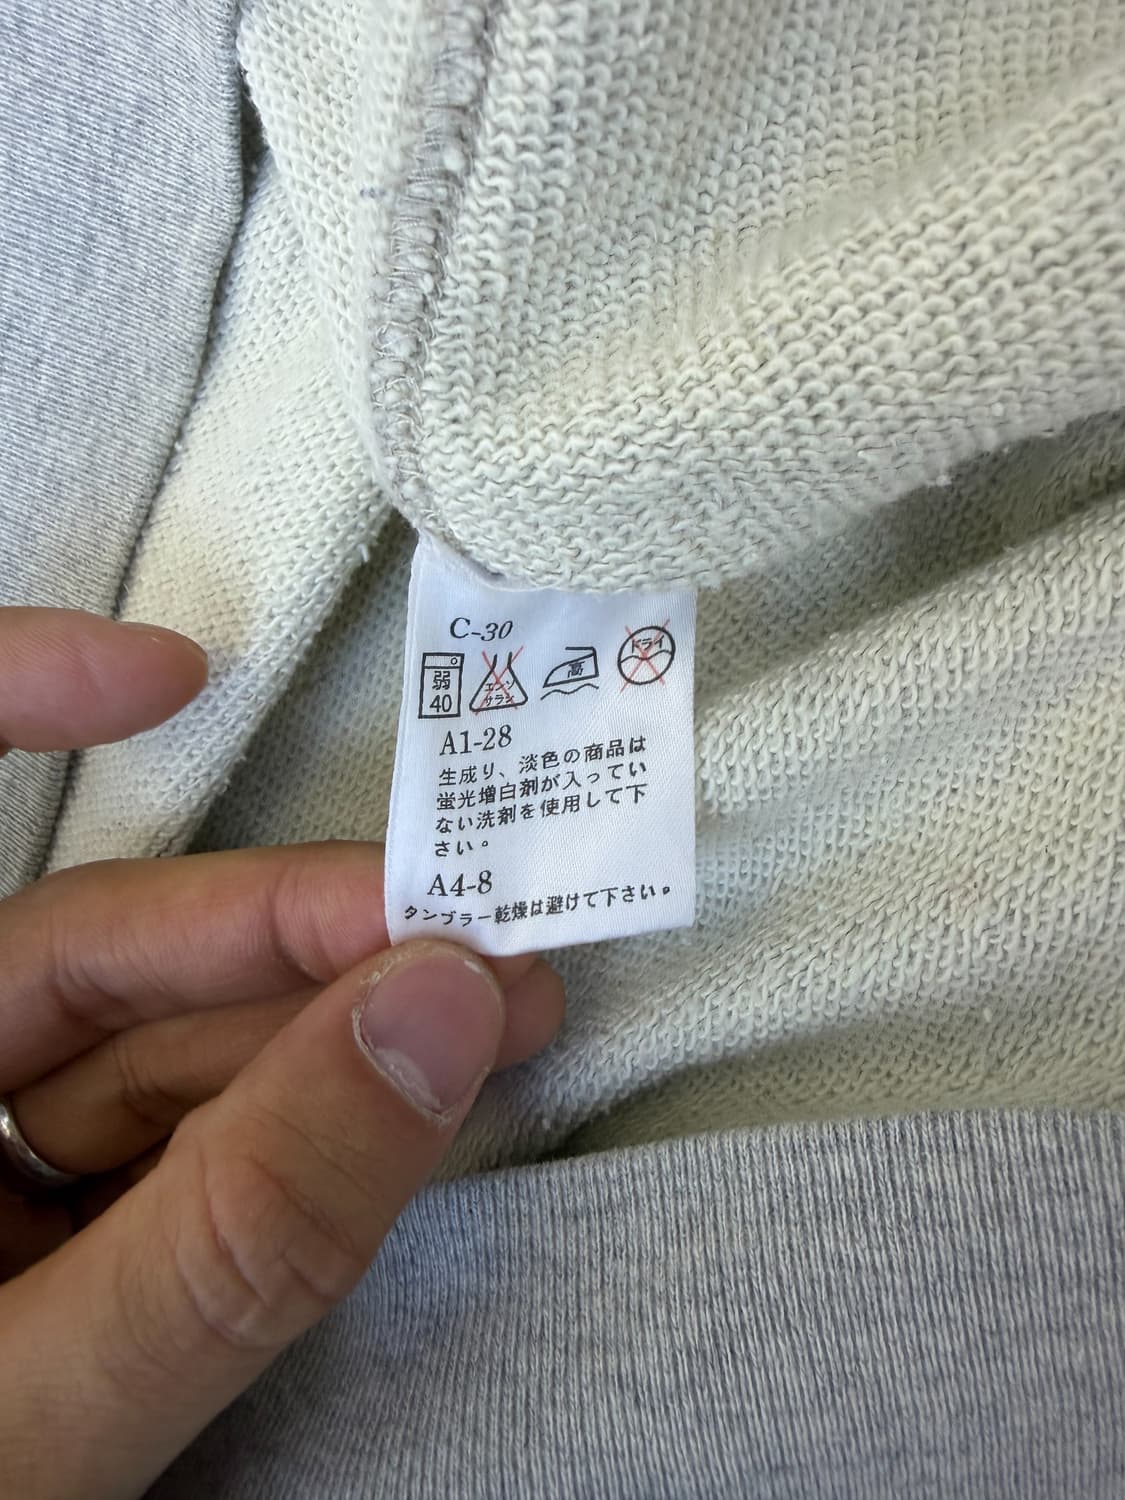 C-30
弱 40 エンソ サラシ 高 ドライ
A1-28
生成り、淡色の商品は
蛍光増白剤が入ってい
ない洗剤を使用して下
さい。
A4-8
タンブラー乾燥は避けて下さい。